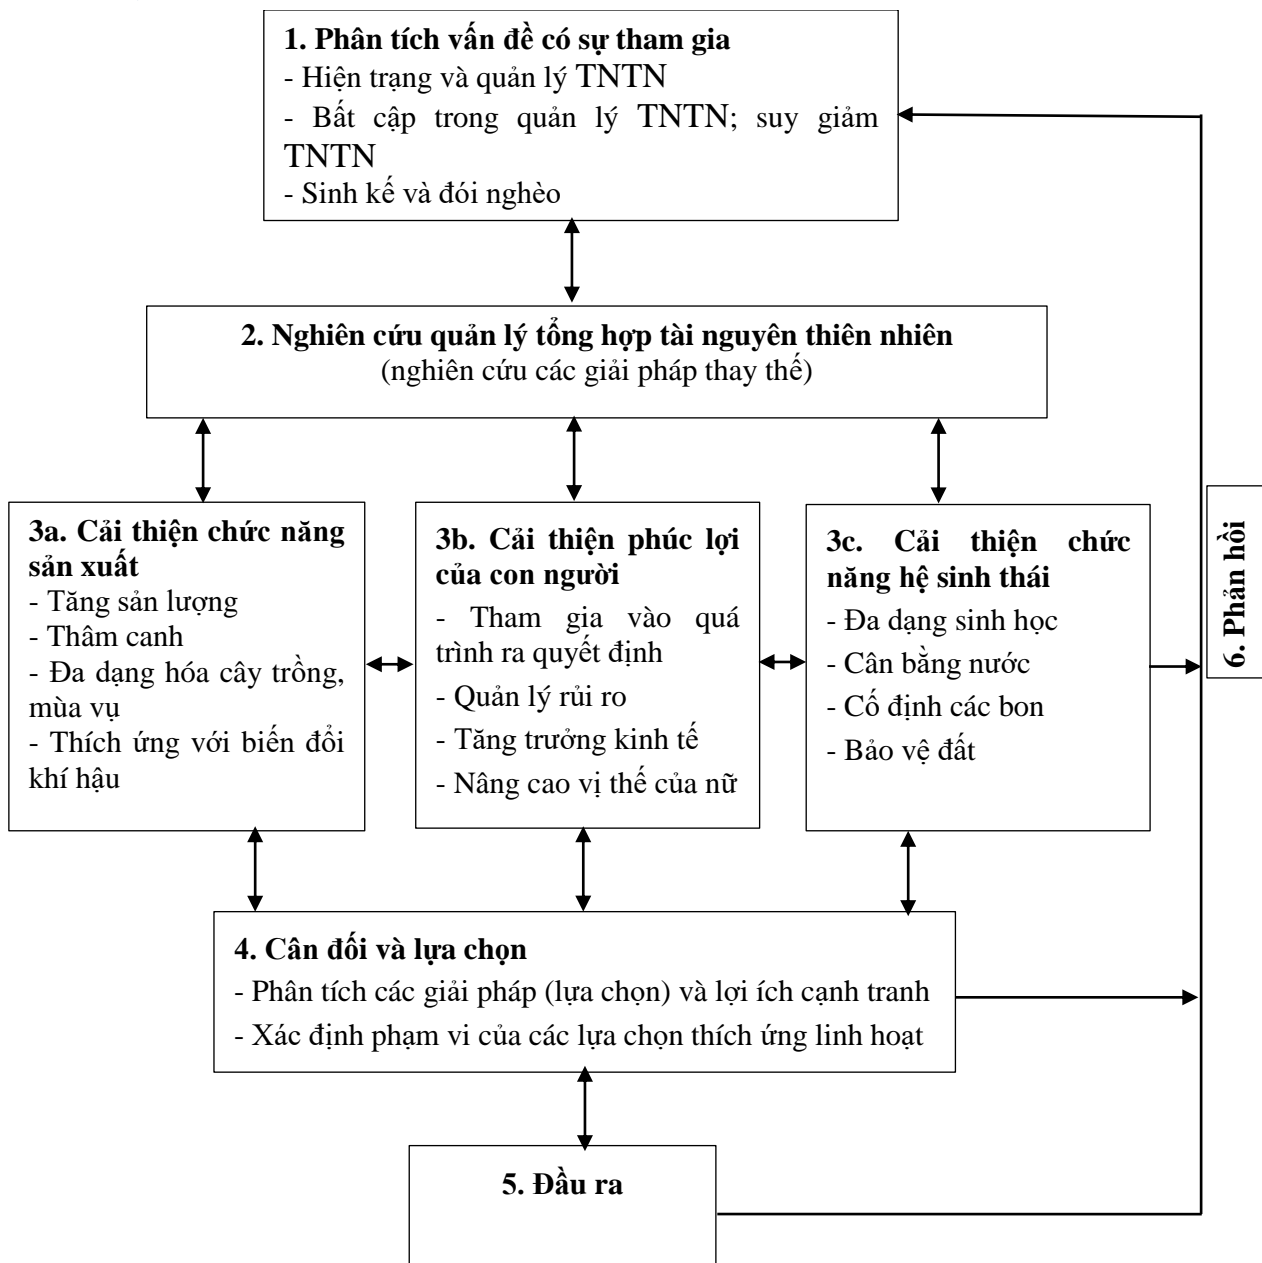 1. Phân tích vấn đề có sự tham gia
- Hiện trạng và quản lý TNTN
- Bất cập trong quản lý TNTN; suy giảm
TNTN
- Sinh kế và đói nghèo
2. Nghiên cứu quản lý tổng hợp tài nguyên thiên nhiên
(nghiên cứu các giải pháp thay thế)
3a. Cải thiện chức năng
sản xuất
- Tăng sản lượng
- Thâm canh
- Đa dạng hóa cây trồng,
mùa vụ
- Thích ứng với biến đổi
khí hậu
3b. Cải thiện phúc lợi
của con người
- Tham gia vào quá
trình ra quyết định
- Quản lý rủi ro
- Tăng trưởng kinh tế
- Nâng cao vị thế của nữ
3c. Cải thiện chức
năng hệ sinh thái
- Đa dạng sinh học
- Cân bằng nước
- Cố định các bon
- Bảo vệ đất
6. Phản hồi
4. Cân đối và lựa chọn
- Phân tích các giải pháp (lựa chọn) và lợi ích cạnh tranh
- Xác định phạm vi của các lựa chọn thích ứng linh hoạt
5. Đầu ra